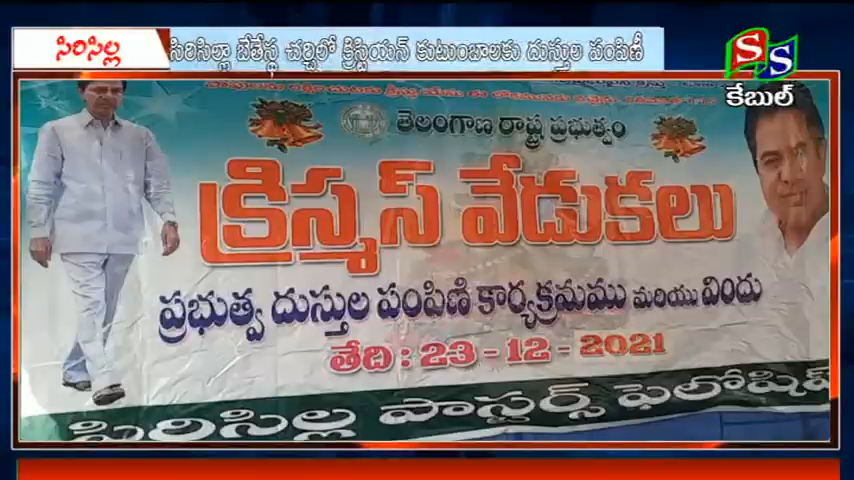 సిరిసిల్ల
సిరిసిల్లా బేతేన్డ చర్చిలో క్రిస్టియన్ కుటుంబాలకు దుస్తుల పంపిణీ
SS
కేబుల్
తెలంగాణ రాష్ట్ర ప్రభుత్వం
క్రిస్మస్ వేడుకలు
ప్రభుత్వ దుస్తుల పంపిణి కార్యక్రమము మరియు విందు
తేది : 23 - 12 - 2021
సిరిసిల్ల పాస్టర్స్ ఫెలోషిప్